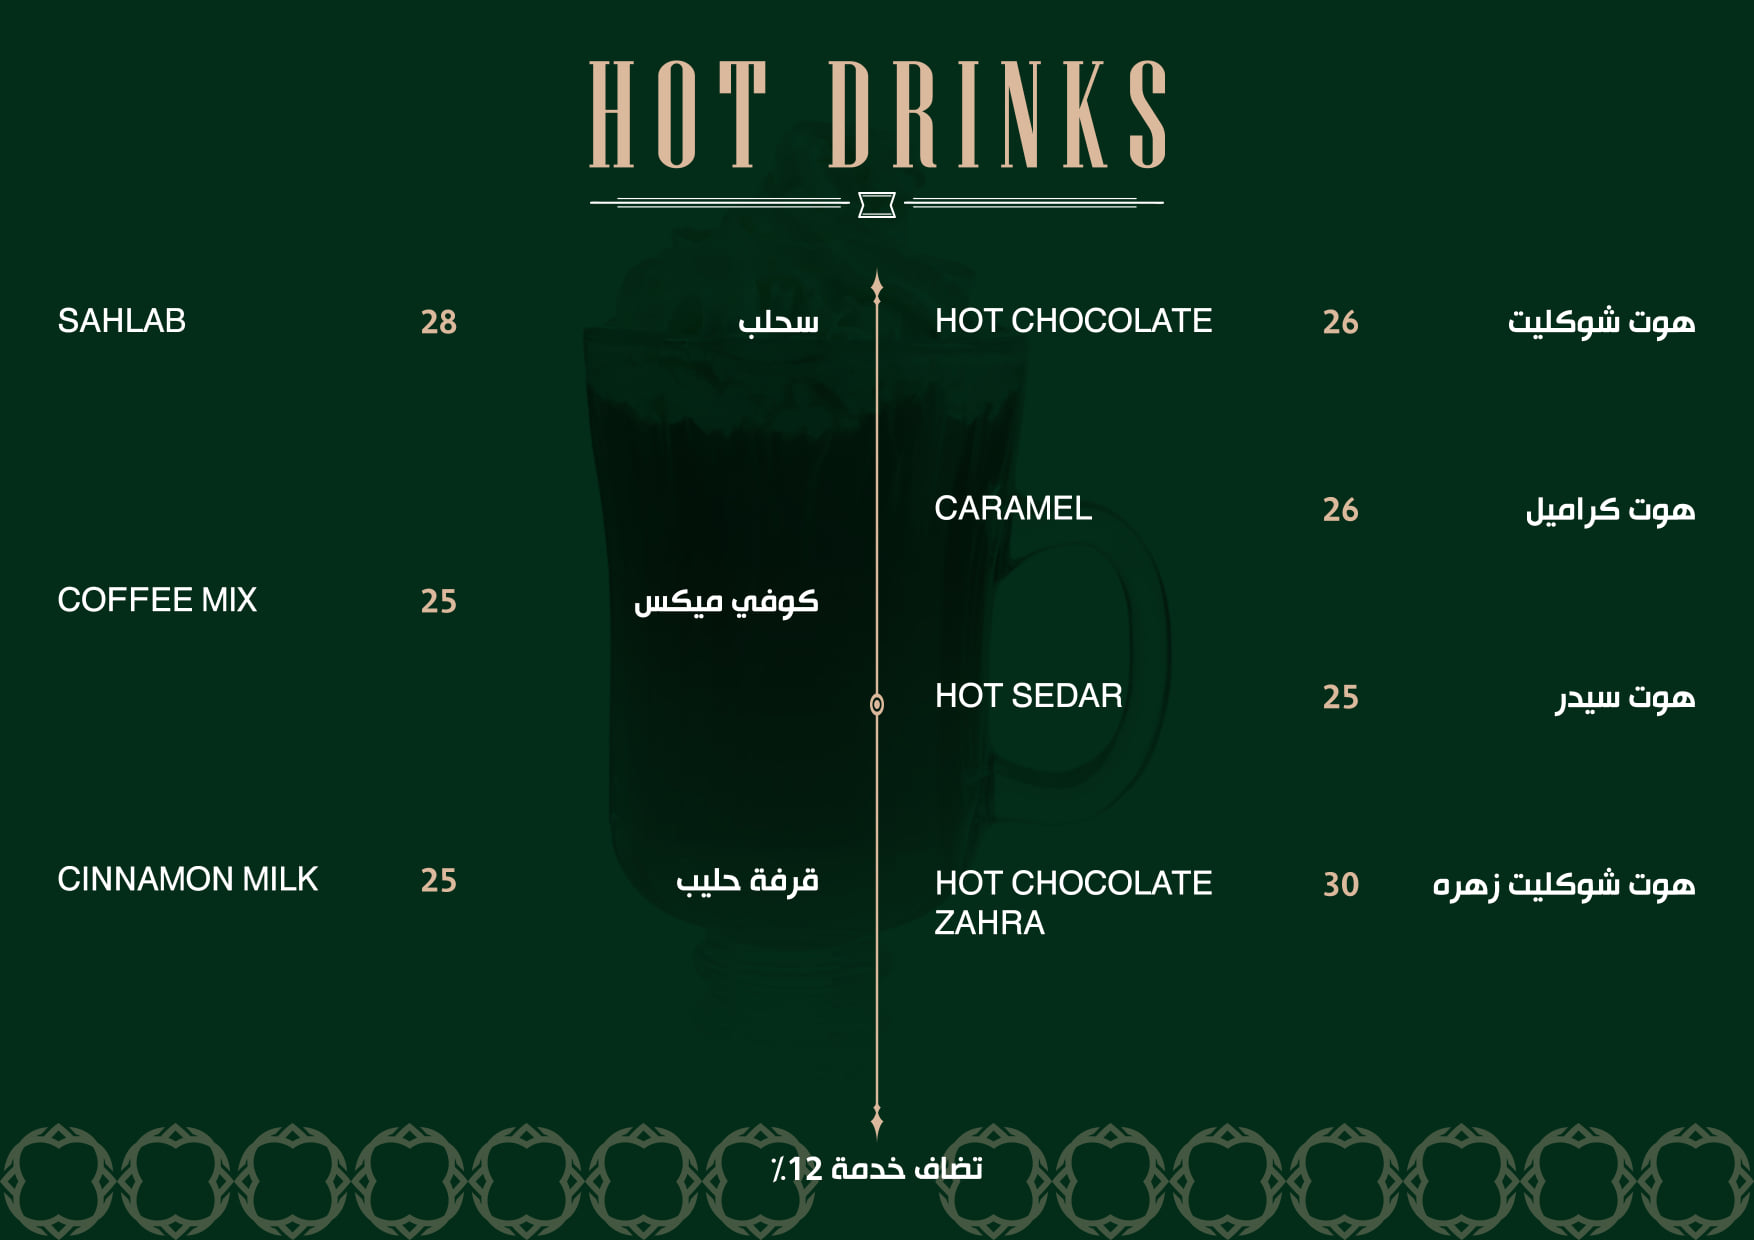 HOT DRINKS
SAHLAB 28 سحلب
COFFEE MIX 25 كوفي ميكس
CINNAMON MILK 25 قرفة حليب
HOT CHOCOLATE 26 هوت شوكليت
CARAMEL 26 هوت كراميل
HOT SEDAR 25 هوت سيدر
HOT CHOCOLATE 30 هوت شوكليت زهره
ZAHRA
تضاف خدمة 12٪